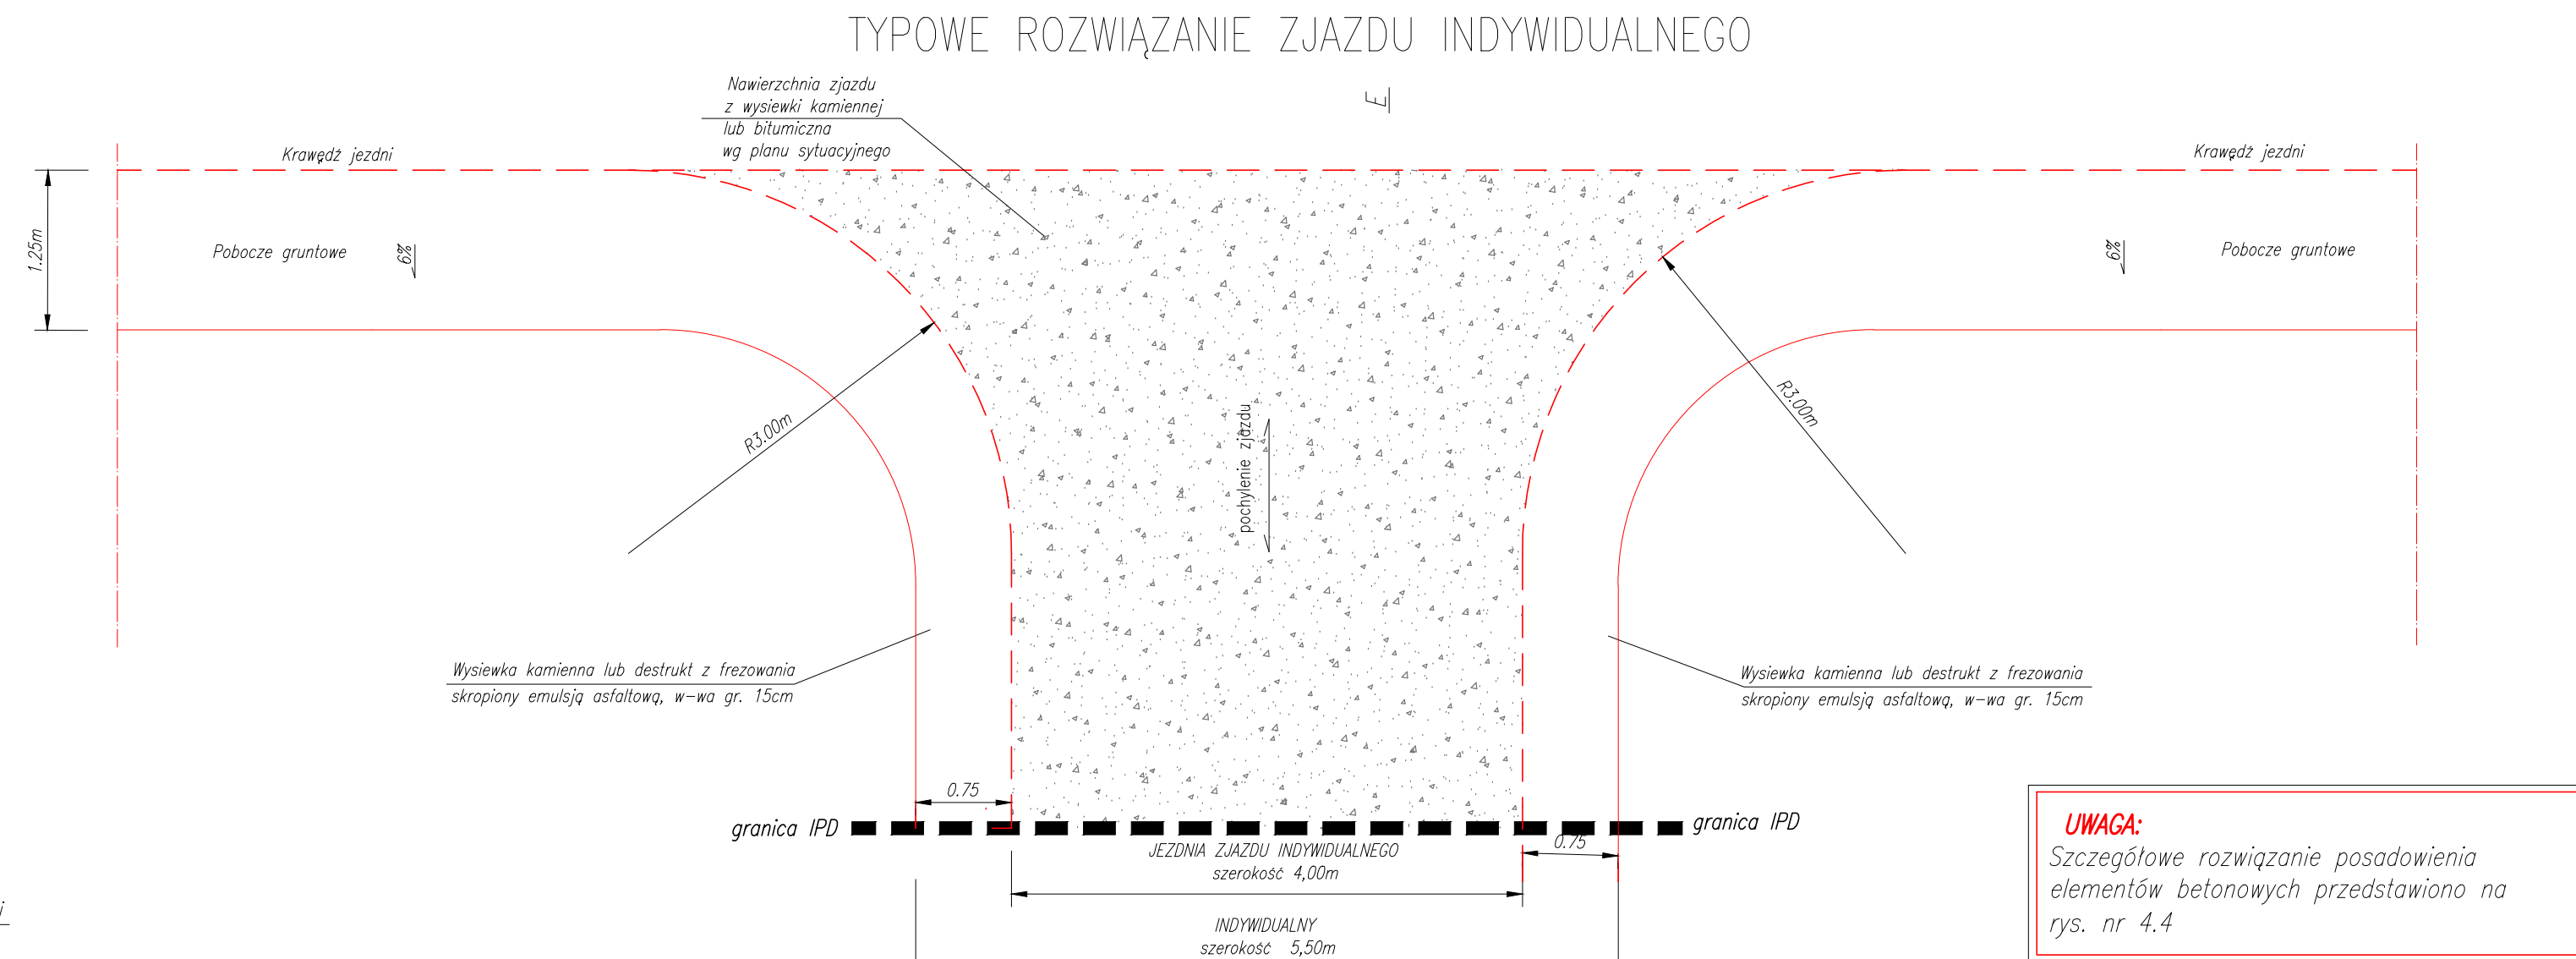 TYPOWE ROZWIĄZANIE ZJAZDU INDYWIDUALNEGO
Nawierzchnia zjazdu
z wysiewki kamiennej
lub bitumiczna
wg planu sytuacyjnego
E
Krawędź jezdni
Krawędź jezdni
1.25m
Pobocze gruntowe
6%
6%
Pobocze gruntowe
R3.00m
R3.00m
pochylenie zjazdu
Wysiewka kamienna lub destrukt z frezowania
skropiony emulsją asfaltową, w-wa gr. 15cm
Wysiewka kamienna lub destrukt z frezowania
skropiony emulsją asfaltową, w-wa gr. 15cm
0.75
granica IPD
granica IPD
0.75
JEZDNIA ZJAZDU INDYWIDUALNEGO
szerokość 4,00m
INDYWIDUALNY
szerokość 5,50m
UWAGA:
Szczegółowe rozwiązanie posadowienia
elementów betonowych przedstawiono na
rys. nr 4.4